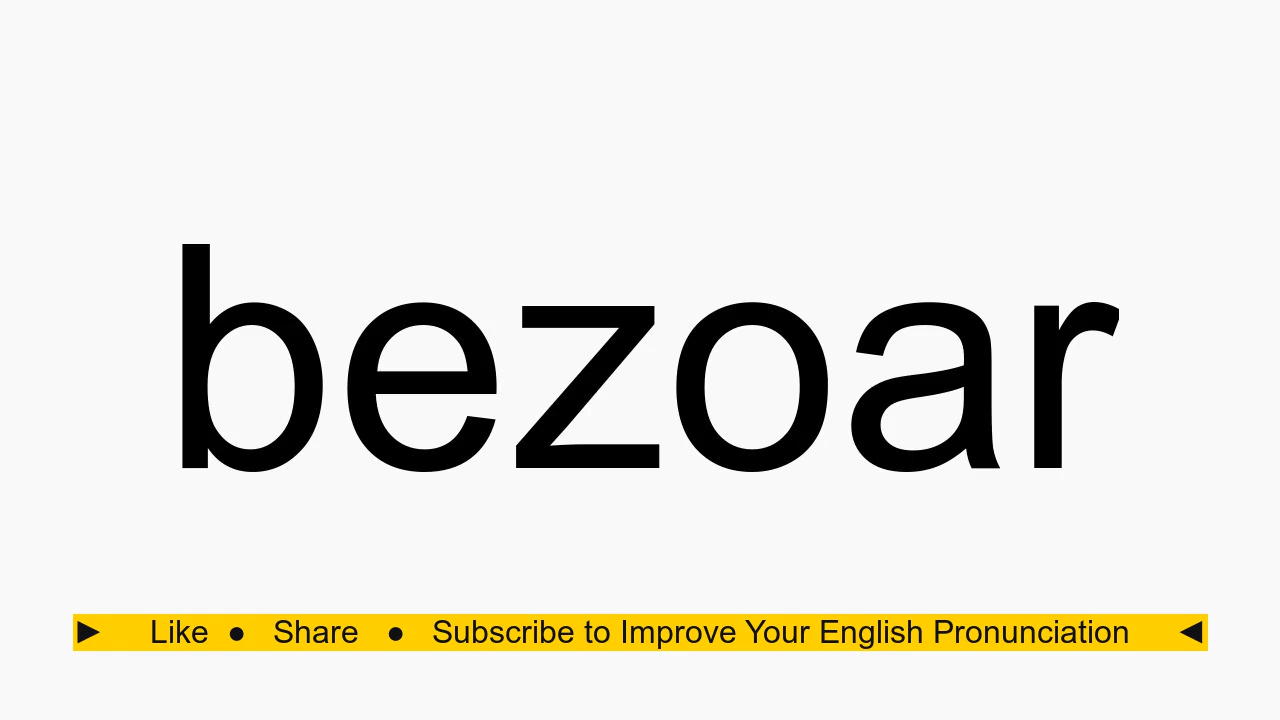 bezoar
▶ Like ● Share ● Subscribe to Improve Your English Pronunciation ◀